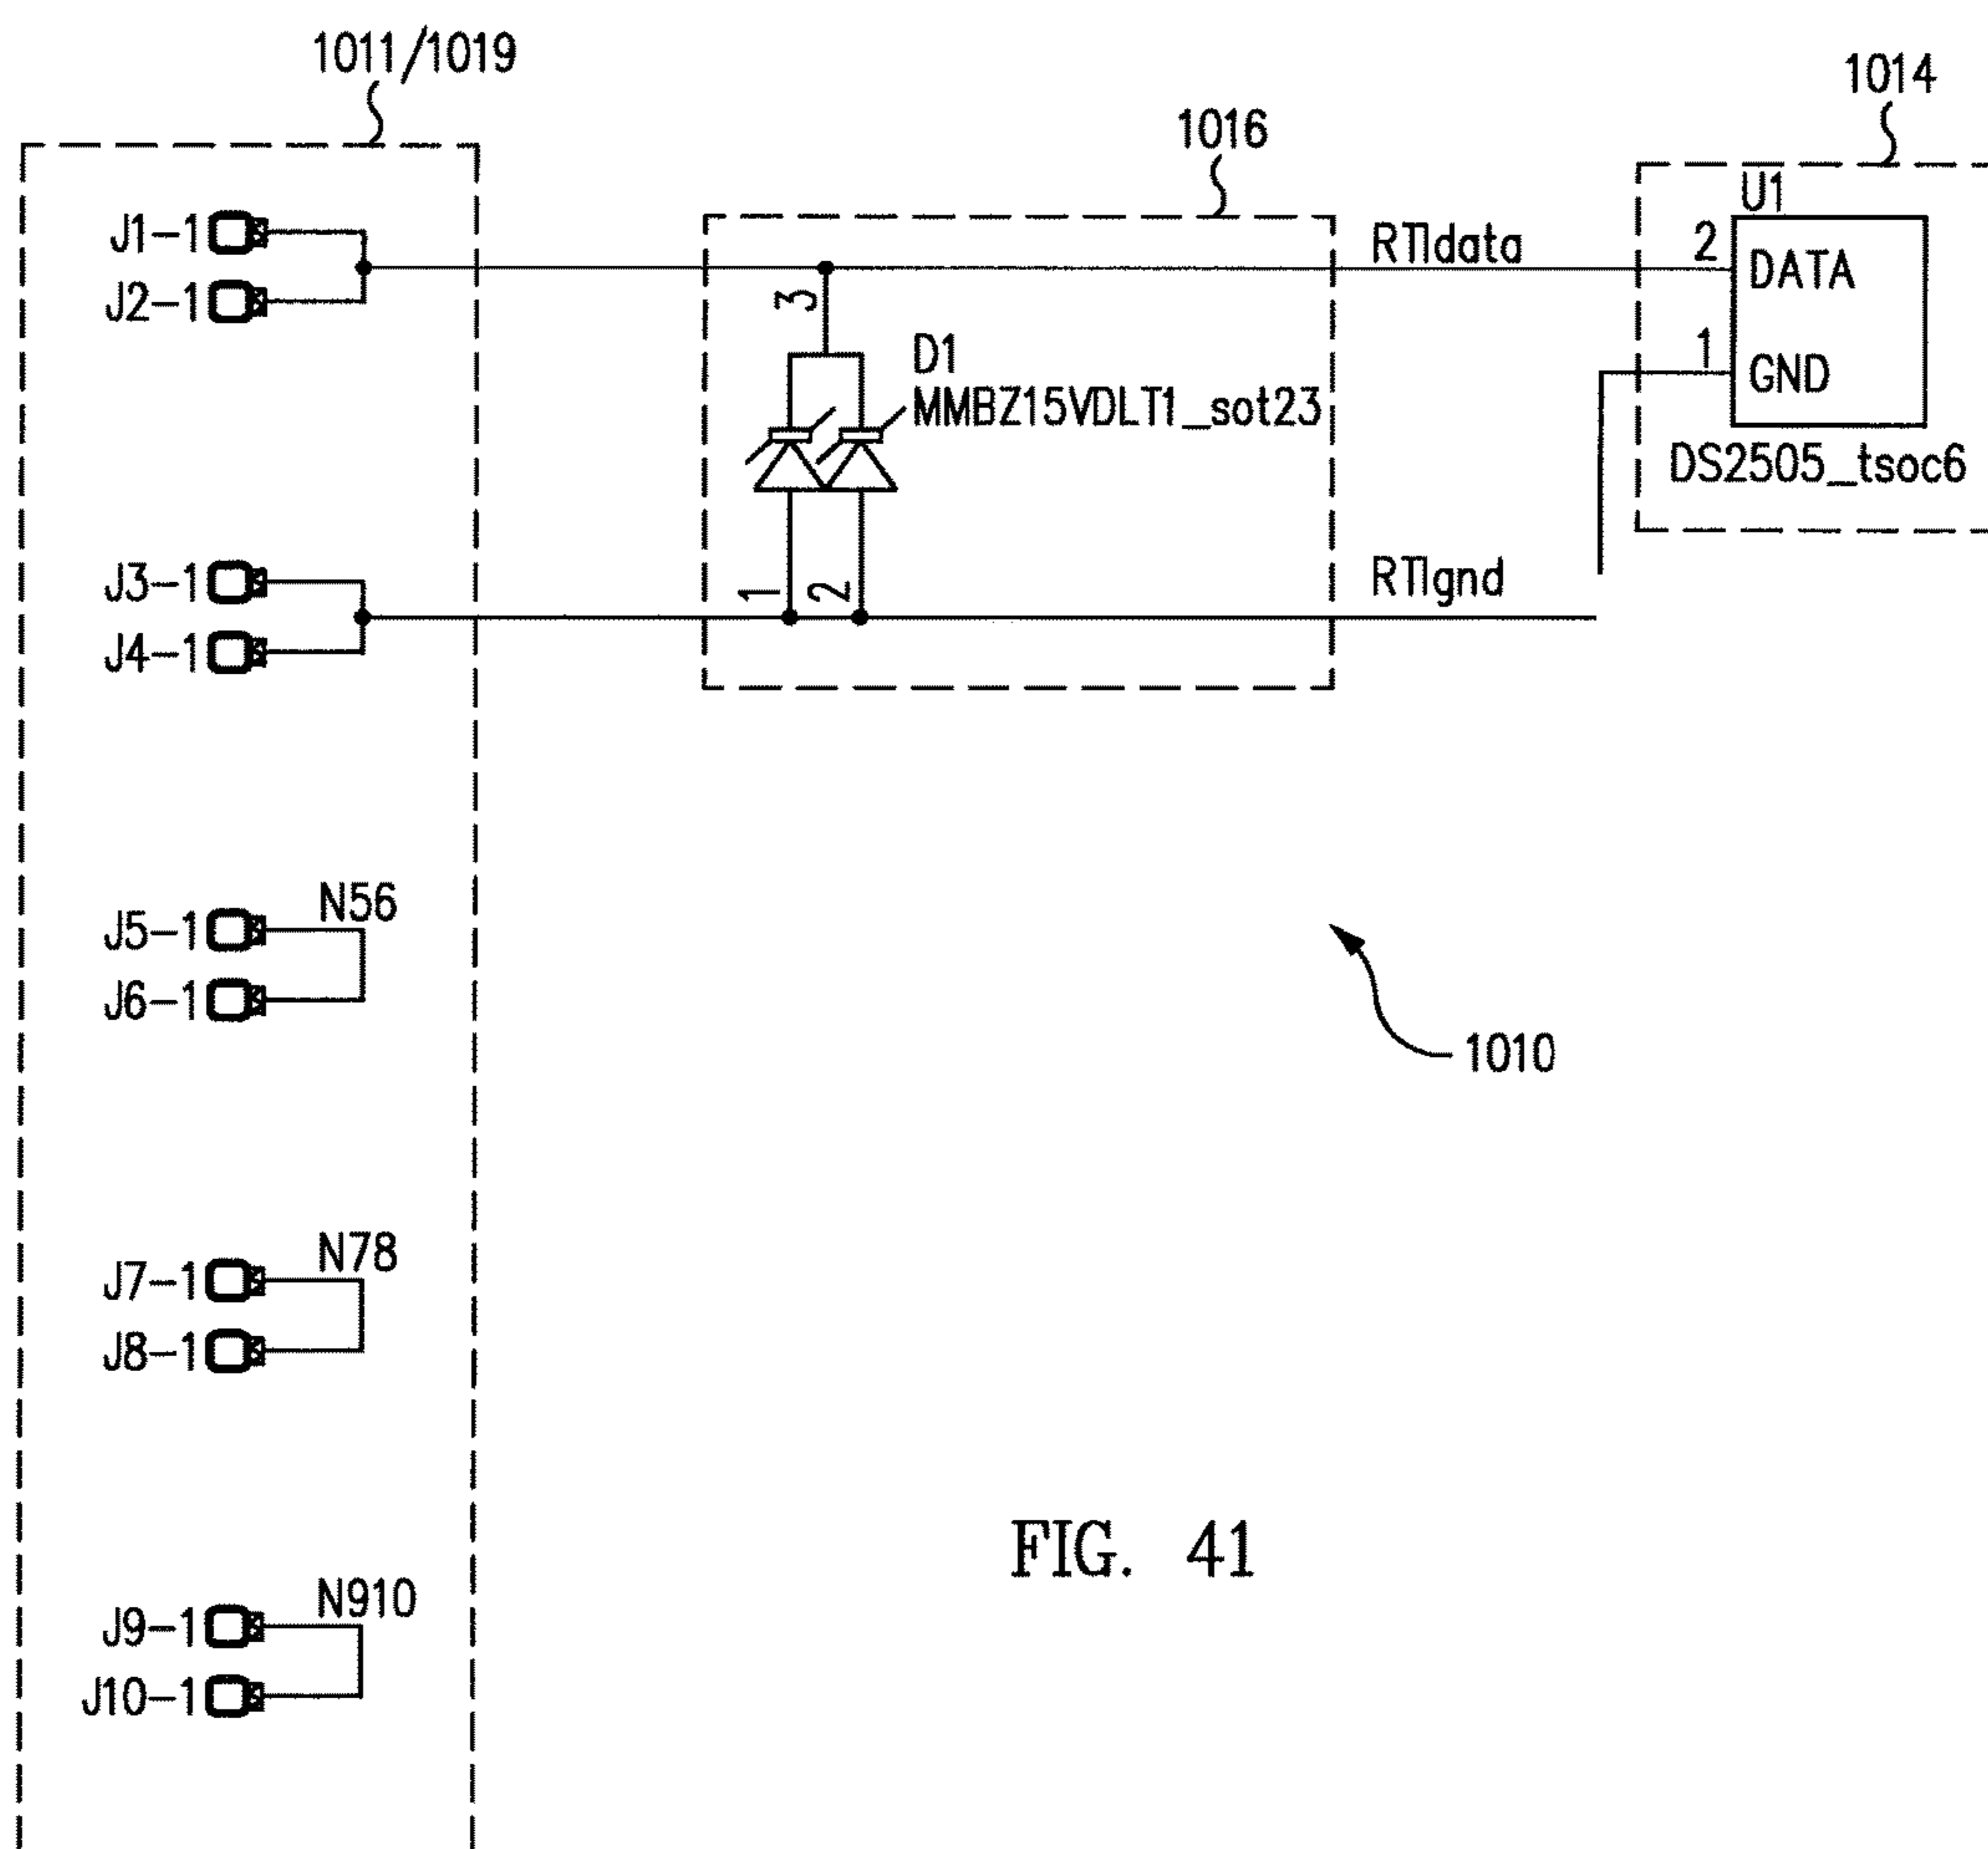 1011/1019
1014
1016
U1
J1-1
RTIdata
2
DATA
J2-1
3
D1
1
GND
MMBZ15VDLT1_sot23
DS2505_tsoc6
J3-1
1
2
RTIgnd
J4-1
N56
J5-1
J6-1
1010
N78
J7-1
J8-1
FIG. 41
N910
J9-1
J10-1